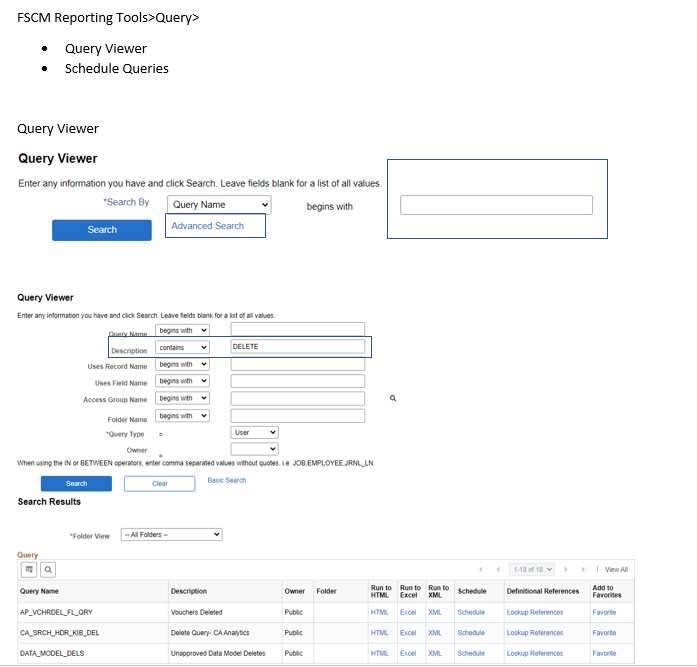 FSCM Reporting Tools>Query>
• Query Viewer
• Schedule Queries
Query Viewer
Query Viewer
Enter any information you have and click Search. Leave fields blank for a list of all values.
*Search By Query Name begins with
Search Advanced Search
Query Viewer
Enter any information you have and click Search. Leave fields blank for a list of all values.
Query Name begins with
Description contains DELETE
Uses Record Name begins with
Uses Field Name begins with
Access Group Name begins with
Folder Name begins with
*Query Type = User
Owner =
When using the IN or BETWEEN operators, enter comma separated values without quotes. i.e. JOB,EMPLOYEE,JRNL_LN.
Search Clear Basic Search
Search Results
*Folder View -- All Folders --
Query
1-18 of 18 | View All
Query Name Description Owner Folder Run to HTML Run to Excel Run to XML Schedule Definitional References Add to Favorites
AP_VCHRDEL_FL_QRY Vouchers Deleted Public HTML Excel XML Schedule Lookup References Favorite
CA_SRCH_HDR_KIB_DEL Delete Query- CA Analytics Public HTML Excel XML Schedule Lookup References Favorite
DATA_MODEL_DELS Unapproved Data Model Deletes Public HTML Excel XML Schedule Lookup References Favorite